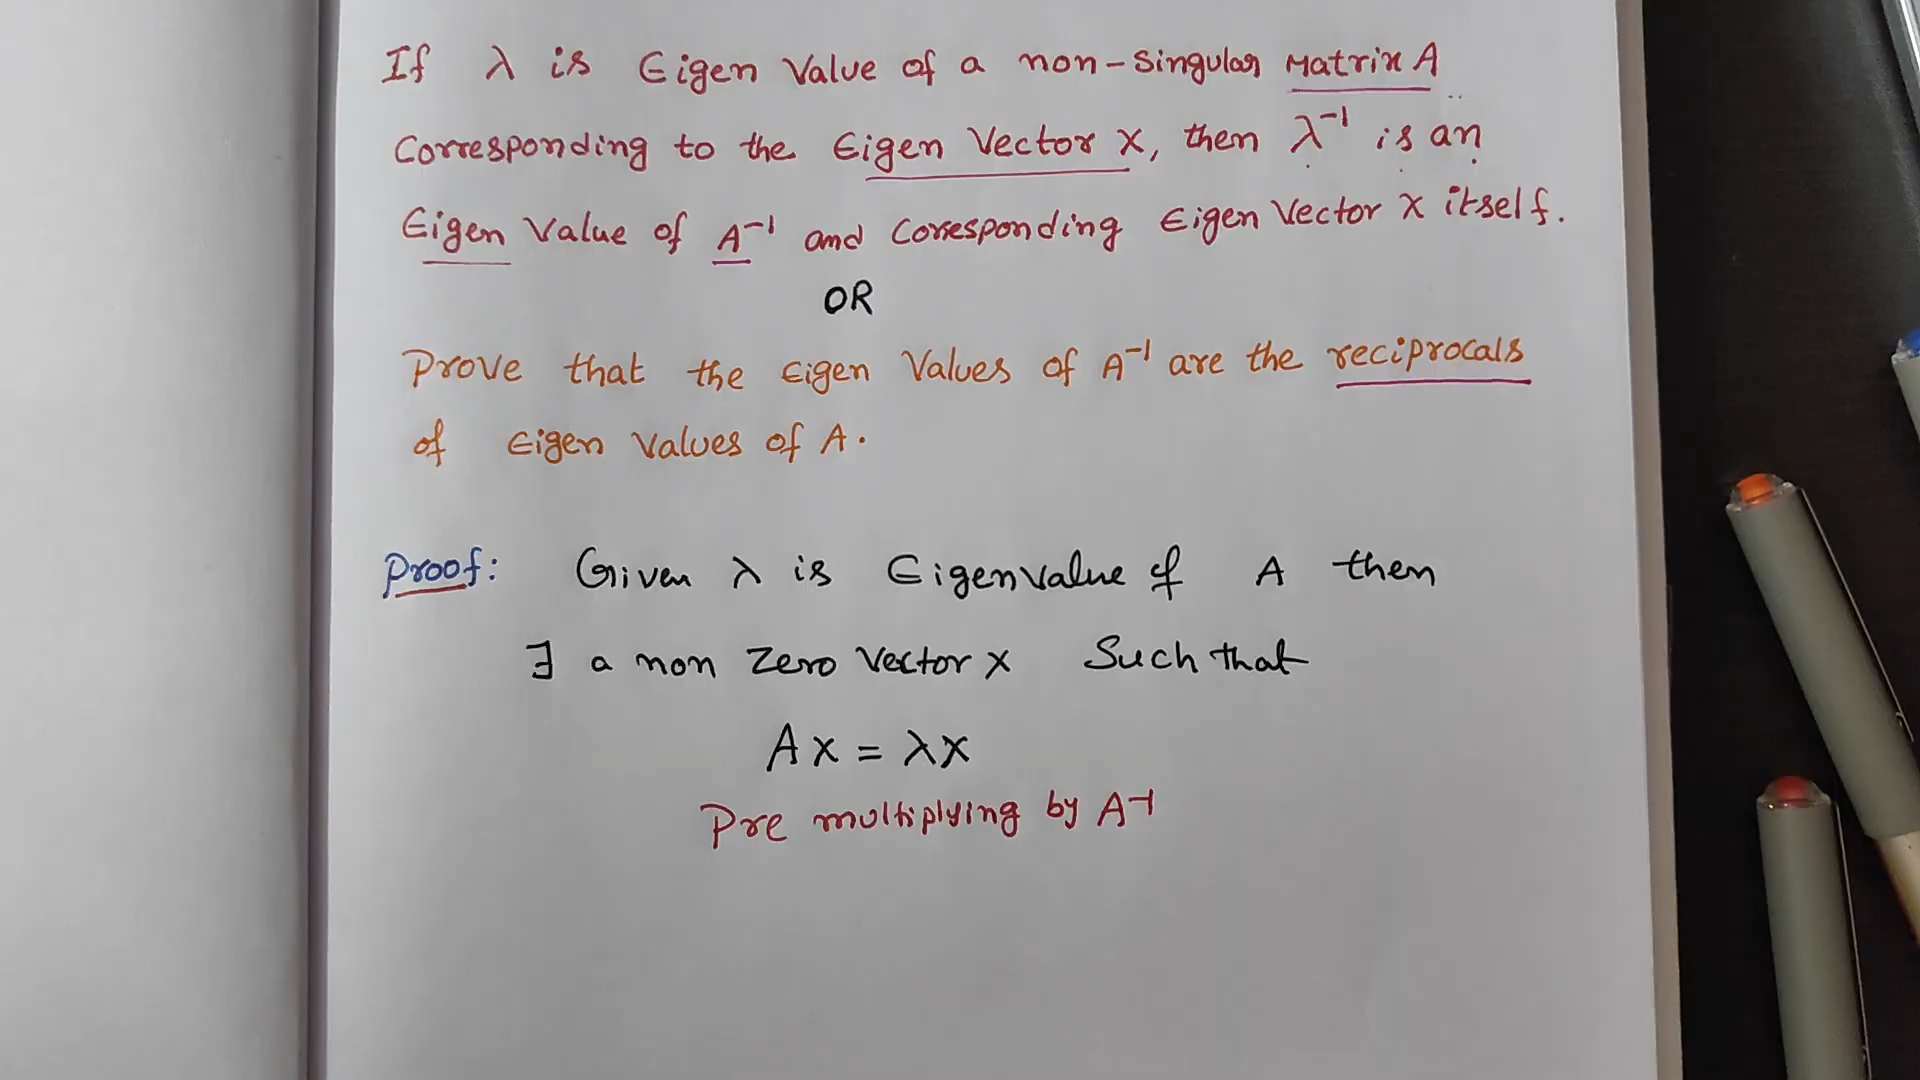 If λ is Eigen Value of a non-Singular Matrix A
Corresponding to the Eigen Vector X, then λ⁻¹ is an
Eigen Value of A⁻¹ and Corresponding Eigen Vector X itself.
OR
Prove that the Eigen Values of A⁻¹ are the reciprocals
of Eigen Values of A.
Proof: Given λ is Eigenvalue of A then
∃ a non Zero Vector X Such that
AX = λX
Pre multiplying by A⁻¹